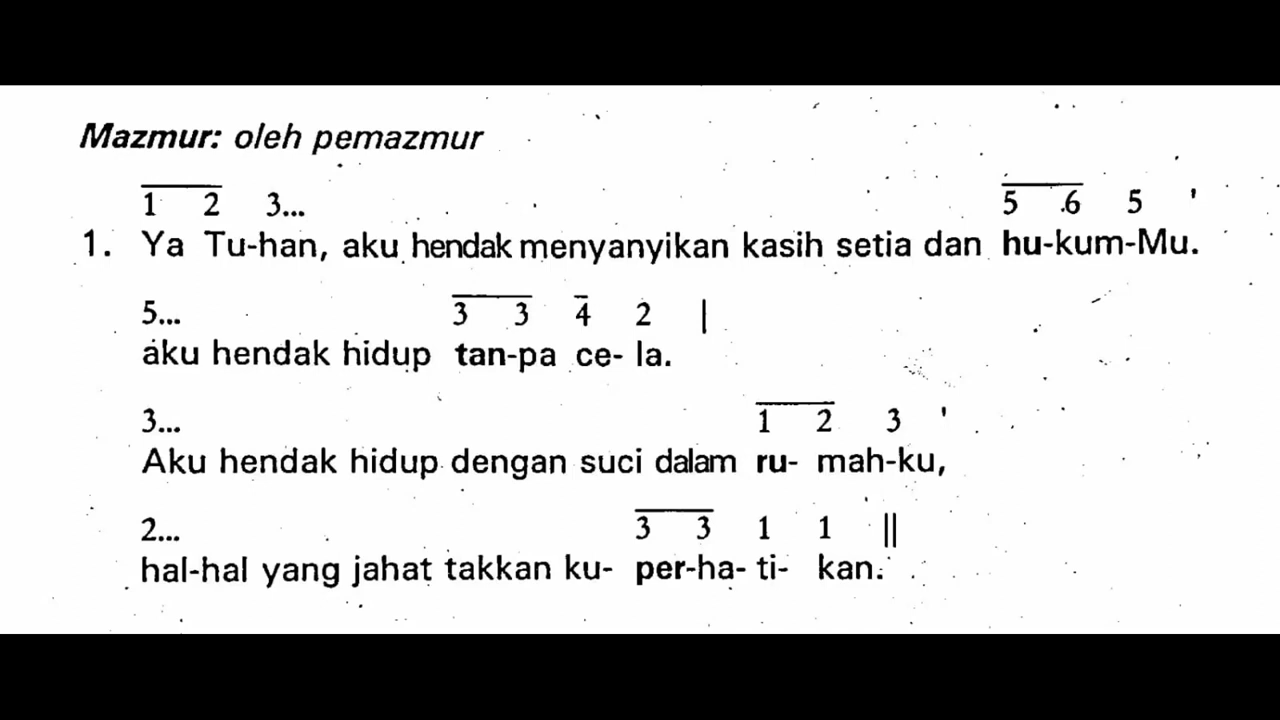 Mazmur: oleh pemazmur
1 2 3... 5 .6 5 '
1. Ya Tu-han, aku hendak menyanyikan kasih setia dan hu-kum-Mu.
5... 3 3 4 2 |
aku hendak hidup tan-pa ce- la.
3... 1 2 3 '
Aku hendak hidup dengan suci dalam ru- mah-ku,
2... 3 3 1 1 ||
hal-hal yang jahat takkan ku- per-ha- ti- kan.